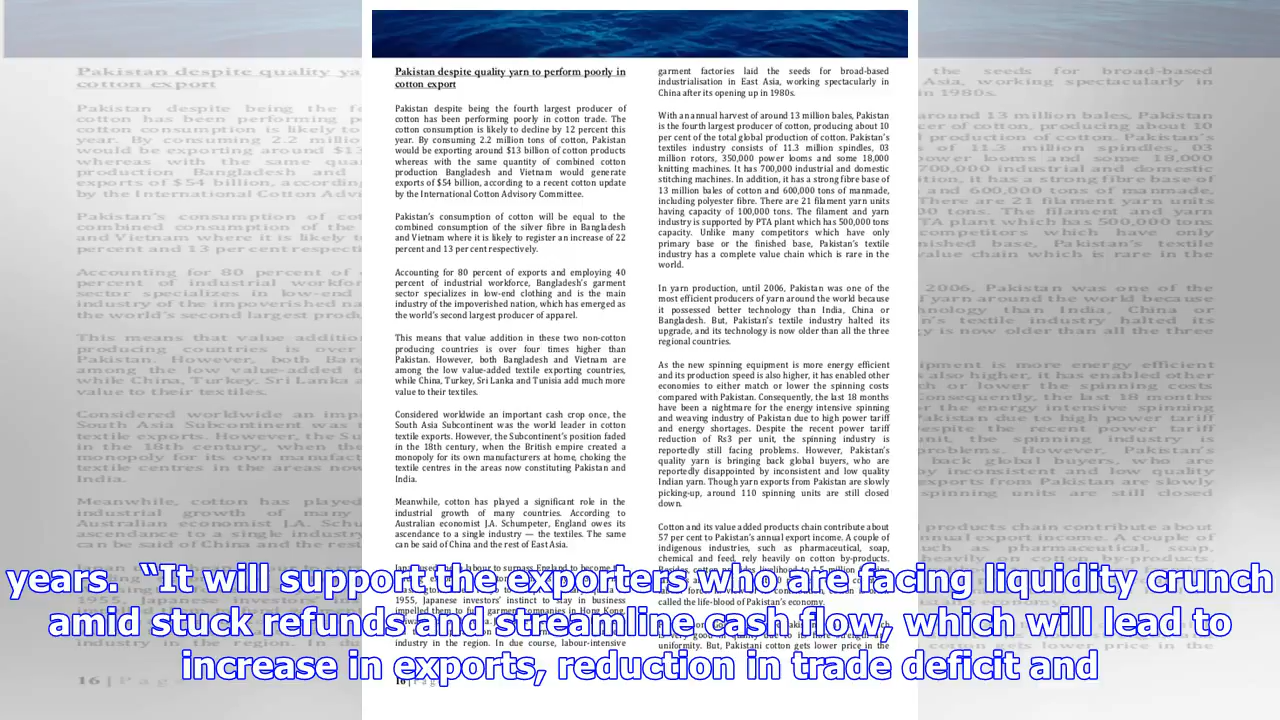 Pakistan despite quality yarn to perform poorly in
cotton export
Pakistan despite being the fourth largest producer of
cotton has been performing poorly in cotton trade. The
cotton consumption is likely to decline by 12 percent this
year. By consuming 2.2 million tons of cotton, Pakistan
would be exporting around $13 billion of cotton products
whereas with the same quantity of combined cotton
production Bangladesh and Vietnam would generate
exports of $54 billion, according to a recent cotton update
by the International Cotton Advisory Committee.
Pakistan's consumption of cotton will be equal to the
combined consumption of the silver fibre in Bangladesh
and Vietnam where it is likely to register an increase of 22
percent and 13 per cent respectively.
Accounting for 80 percent of exports and employing 40
percent of industrial workforce, Bangladesh's garment
sector specializes in low-end clothing and is the main
industry of the impoverished nation, which has emerged as
the world's second largest producer of apparel.
This means that value addition in these two non-cotton
producing countries is over four times higher than
Pakistan. However, both Bangladesh and Vietnam are
among the low value-added textile exporting countries,
while China, Turkey, Sri Lanka and Tunisia add much more
value to their textiles.
Considered worldwide an important cash crop once, the
South Asia Subcontinent was the world leader in cotton
textile exports. However, the Subcontinent's position faded
in the 18th century, when the British empire created a
monopoly for its own manufacturers at home, choking the
textile centres in the areas now constituting Pakistan and
India.
Meanwhile, cotton has played a significant role in the
industrial growth of many countries. According to
Australian economist J.A. Schumpeter, England owes its
ascendance to a single industry — the textiles. The same
can be said of China and the rest of East Asia.
labour to surpass England to become
1955, Japanese investors' instinct to stay in business
impelled them to garment companies in Hong Kong,
industry in the region. In due course, labour-intensive
garment factories laid the seeds for broad-based
industrialisation in East Asia, working spectacularly in
China after its opening up in 1980s.
With an annual harvest of around 13 million bales, Pakistan
is the fourth largest producer of cotton, producing about 10
per cent of the total global production of cotton. Pakistan's
textiles industry consists of 11.3 million spindles, 03
million rotors, 350,000 power looms and some 18,000
knitting machines. It has 700,000 industrial and domestic
stitching machines. In addition, it has a strong fibre base of
13 million bales of cotton and 600,000 tons of manmade,
including polyester fibre. There are 21 filament yarn units
having capacity of 100,000 tons. The filament and yarn
industry is supported by PTA plant which has 500,000 tons
capacity. Unlike many competitors which have only
primary base or the finished base, Pakistan's textile
industry has a complete value chain which is rare in the
world.
In yarn production, until 2006, Pakistan was one of the
most efficient producers of yarn around the world because
it possessed better technology than India, China or
Bangladesh. But, Pakistan's textile industry halted its
upgrade, and its technology is now older than all the three
regional countries.
As the new spinning equipment is more energy efficient
and its production speed is also higher, it has enabled other
economies to either match or lower the spinning costs
compared with Pakistan. Consequently, the last 18 months
have been a nightmare for the energy intensive spinning
and weaving industry of Pakistan due to high power tariff
and energy shortages. Despite the recent power tariff
reduction of Rs3 per unit, the spinning industry is
reportedly still facing problems. However, Pakistan's
quality yarn is bringing back global buyers, who are
reportedly disappointed by inconsistent and low quality
Indian yarn. Though yarn exports from Pakistan are slowly
picking-up, around 110 spinning units are still closed
down.
Cotton and its value added products chain contribute about
57 per cent to Pakistan's annual export income. A couple of
indigenous industries, such as pharmaceutical, soap,
chemical and feed, rely heavily on cotton by-products.
called the life-blood of Pakistan's economy.
uniformity. But, Pakistani cotton gets lower price in the
years. “It will support the exporters who are facing liquidity crunch
amid stuck refunds and streamline cash flow, which will lead to
increase in exports, reduction in trade deficit and
16 | P a g